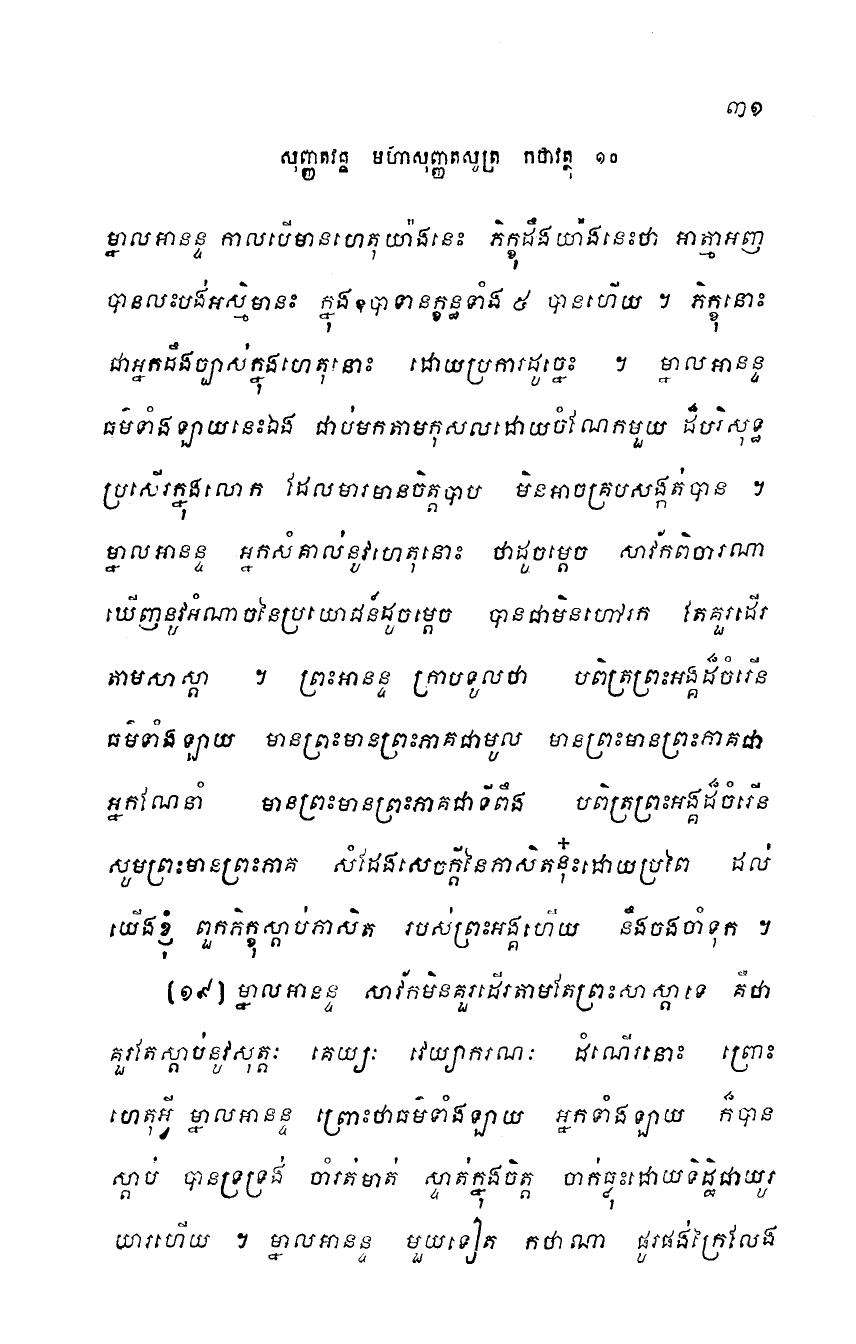 ៣១
សុញ្ញតវគ្គ មហាសុញ្ញតសូត្រ កថាវត្ថុ ១០
ម្នាលអានន្ទ កាលបើមានហេតុយ៉ាងនេះ ភិក្ខុដឹងយ៉ាងនេះថា អាត្មាអញ
បានលះបង់អស្មិមានះ ក្នុងឧបាទានក្ខន្ធទាំង ៥ បានហើយ ។ ភិក្ខុនោះ
ជាអ្នកដឹងច្បាស់ក្នុងហេតុនោះ ដោយប្រការដូច្នេះ ។ ម្នាលអានន្ទ
ធម៌ទាំងឡាយនេះឯង ជាប់មកតាមកុសលដោយចំណែកមួយ ដ៏បរិសុទ្ធ
ប្រសើរក្នុងលោក ដែលមារមានចិត្តបាប មិនអាចគ្របសង្កត់បាន ។
ម្នាលអានន្ទ អ្នកសំគាល់នូវហេតុនោះ ថាដូចម្តេច សាវ័កពិចារណា
ឃើញនូវអំណាចនៃប្រយោជន៍ដូចម្តេច បានជាមិនហៅរក តែគួរដើរ
តាមសាស្តា ។ ព្រះអានន្ទ ក្រាបទូលថា បពិត្រព្រះអង្គដ៏ចំរើន
ធម៌ទាំងឡាយ មានព្រះមានព្រះភាគជាមូល មានព្រះមានព្រះភាគជា
អ្នកណែនាំ មានព្រះមានព្រះភាគជាទីពឹង បពិត្រព្រះអង្គដ៏ចំរើន
សូមព្រះមានព្រះភាគ សំដែងសេចក្តីនៃភាសិតនុ៎ះដោយប្រពៃ ដល់
យើងខ្ញុំ ពួកភិក្ខុស្តាប់ភាសិត របស់ព្រះអង្គហើយ នឹងចងចាំទុក ។
(១៩) ម្នាលអានន្ទ សាវ័កមិនគួរដើរតាមតែព្រះសាស្តាទេ គឺថា
គួរតែស្តាប់នូវសុត្តៈ គេយ្យៈ វេយ្យាករណៈ ដំណើរនោះ ព្រោះ
ហេតុអ្វី ម្នាលអានន្ទ ព្រោះថាធម៌ទាំងឡាយ អ្នកទាំងឡាយ ក៏បាន
ស្តាប់ បានទ្រទ្រង់ ចាំរត់មាត់ ស្ទាត់ក្នុងចិត្ត ចាក់ធ្លុះដោយទិដ្ឋិជាយូរ
យារហើយ ។ ម្នាលអានន្ទ មួយទៀត កថាណា ផូរផង់ក្រៃលែង